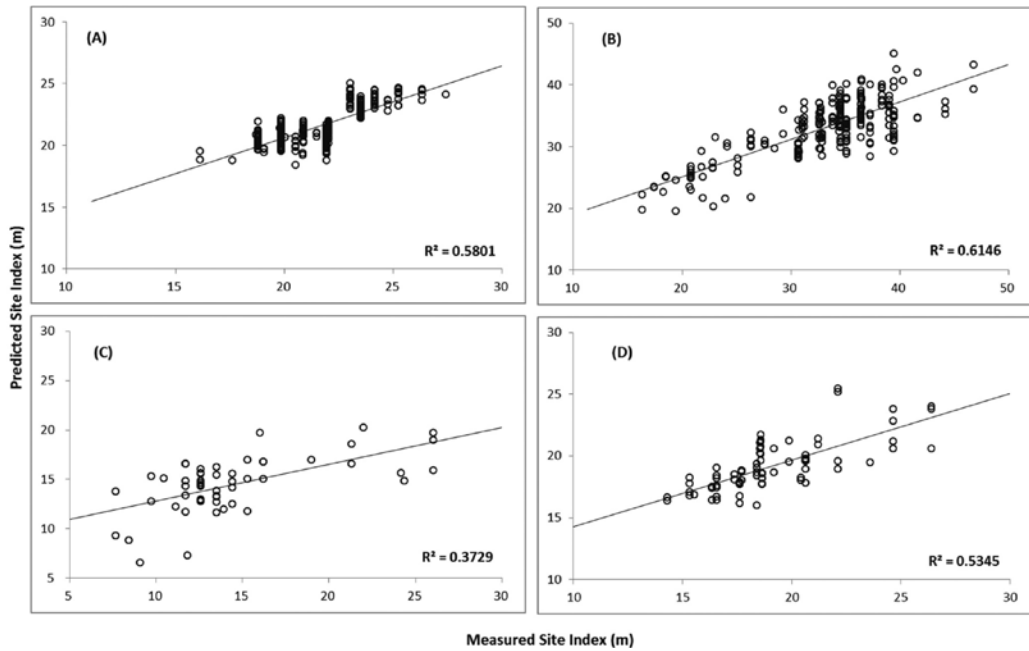 Predicted Site Index (m)
(A)
30
25
20
15
10
10 15 20 25 30
R² = 0.5801
(B)
50
40
30
20
10
10 20 30 40 50
R² = 0.6146
(C)
30
25
20
15
10
5
5 10 15 20 25 30
R² = 0.3729
(D)
30
25
20
15
10
10 15 20 25 30
R² = 0.5345
Measured Site Index (m)